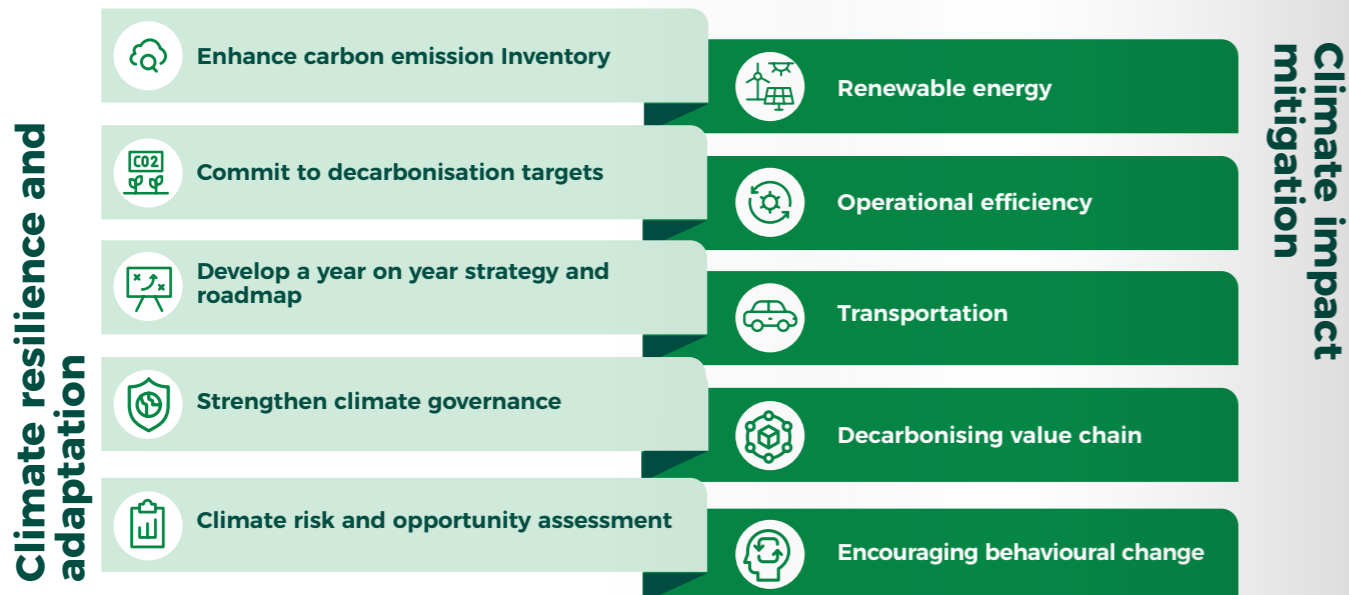 Climate resilience and
adaptation
Enhance carbon emission Inventory
CO2
Commit to decarbonisation targets
Develop a year on year strategy and
roadmap
Strengthen climate governance
Climate risk and opportunity assessment
Renewable energy
Operational efficiency
Transportation
Decarbonising value chain
Encouraging behavioural change
Climate impact
mitigation